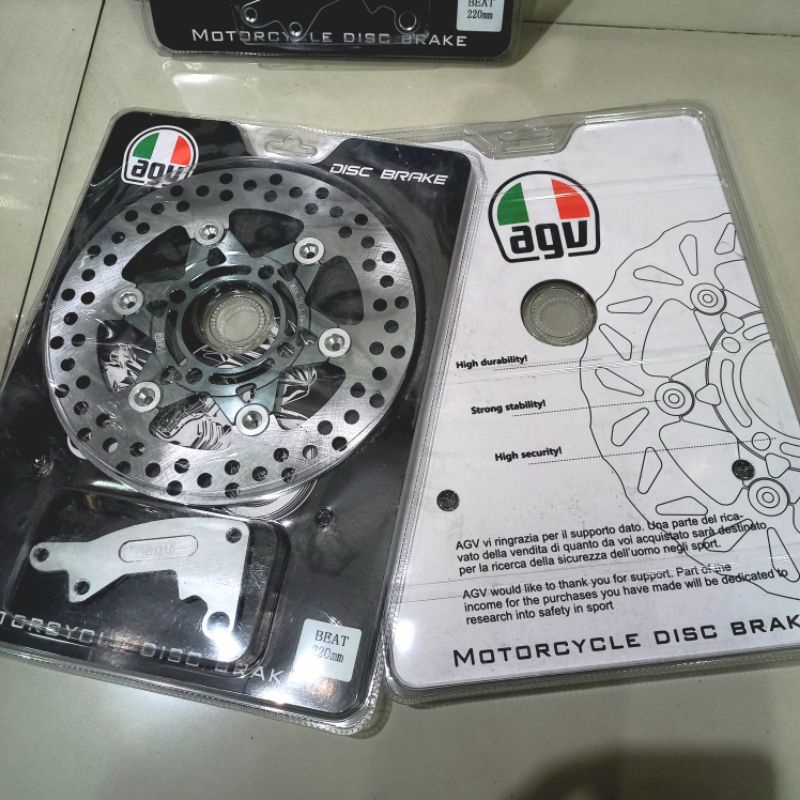 BEAT
220mm
MOTORCYCLE DISC BRAKE
agv
DISC BRAKE
agv
MOTORCYCLE DISC BRAKE
BEAT
220mm
agv
High durability!
Strong stability!
High security!
AGV vi ringrazia per il supporto dato. Una parte del rica-
vato della vendita di quanto da voi acquistato sarà destinato
per la ricerca della sicurezza dell'uomo negli sport.
AGV would like to thank you for support. Part of the
income for the purchases you have made will be dedicated to
research into safety in sport
MOTORCYCLE DISC BRAK